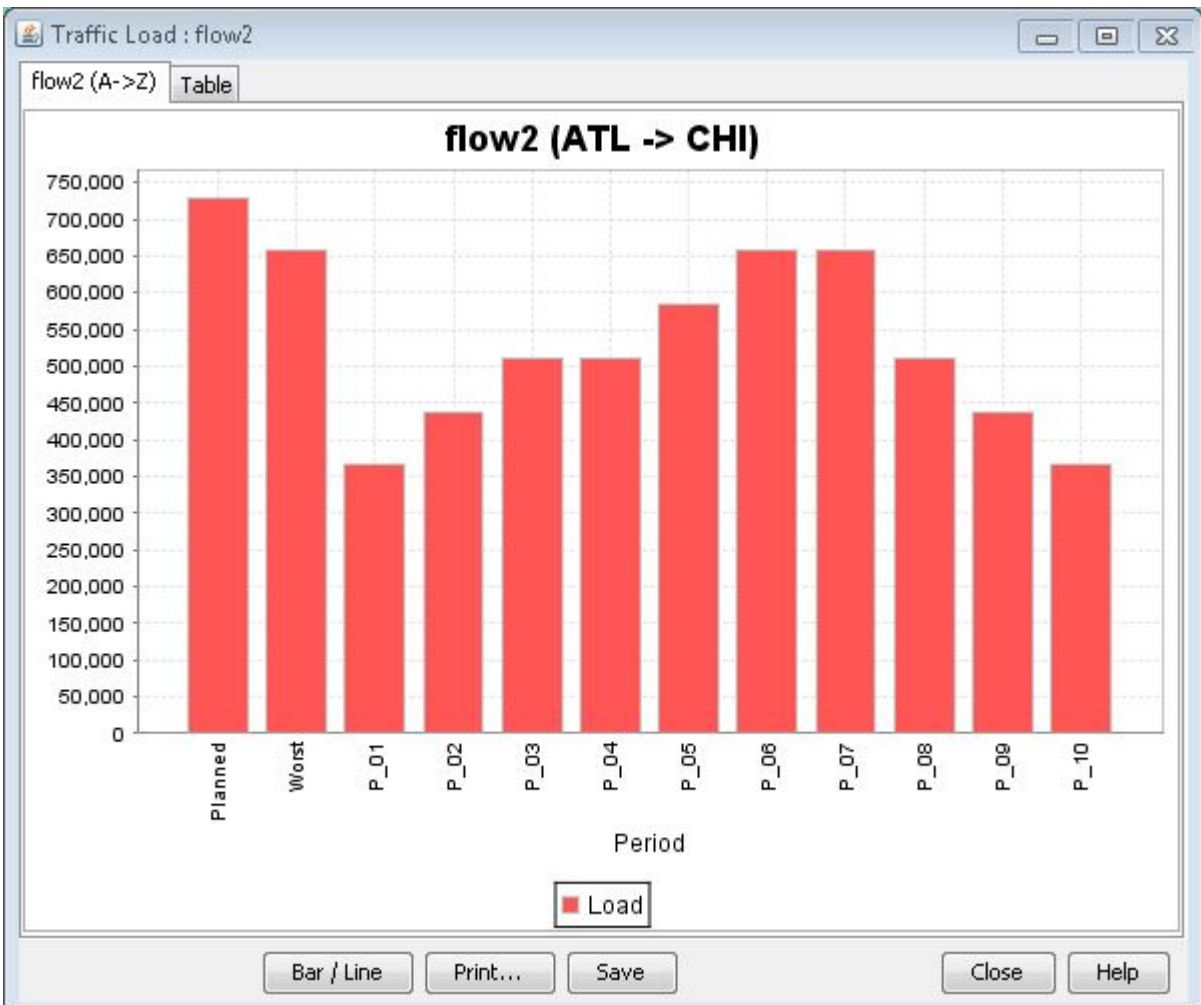 Traffic Load : flow2
flow2 (A->Z) Table
flow2 (ATL -> CHI)
750,000
700,000
650,000
600,000
550,000
500,000
450,000
400,000
350,000
300,000
250,000
200,000
150,000
100,000
50,000
0
Planned Worst P_01 P_02 P_03 P_04 P_05 P_06 P_07 P_08 P_09 P_10
Period
Load
Bar / Line Print... Save Close Help